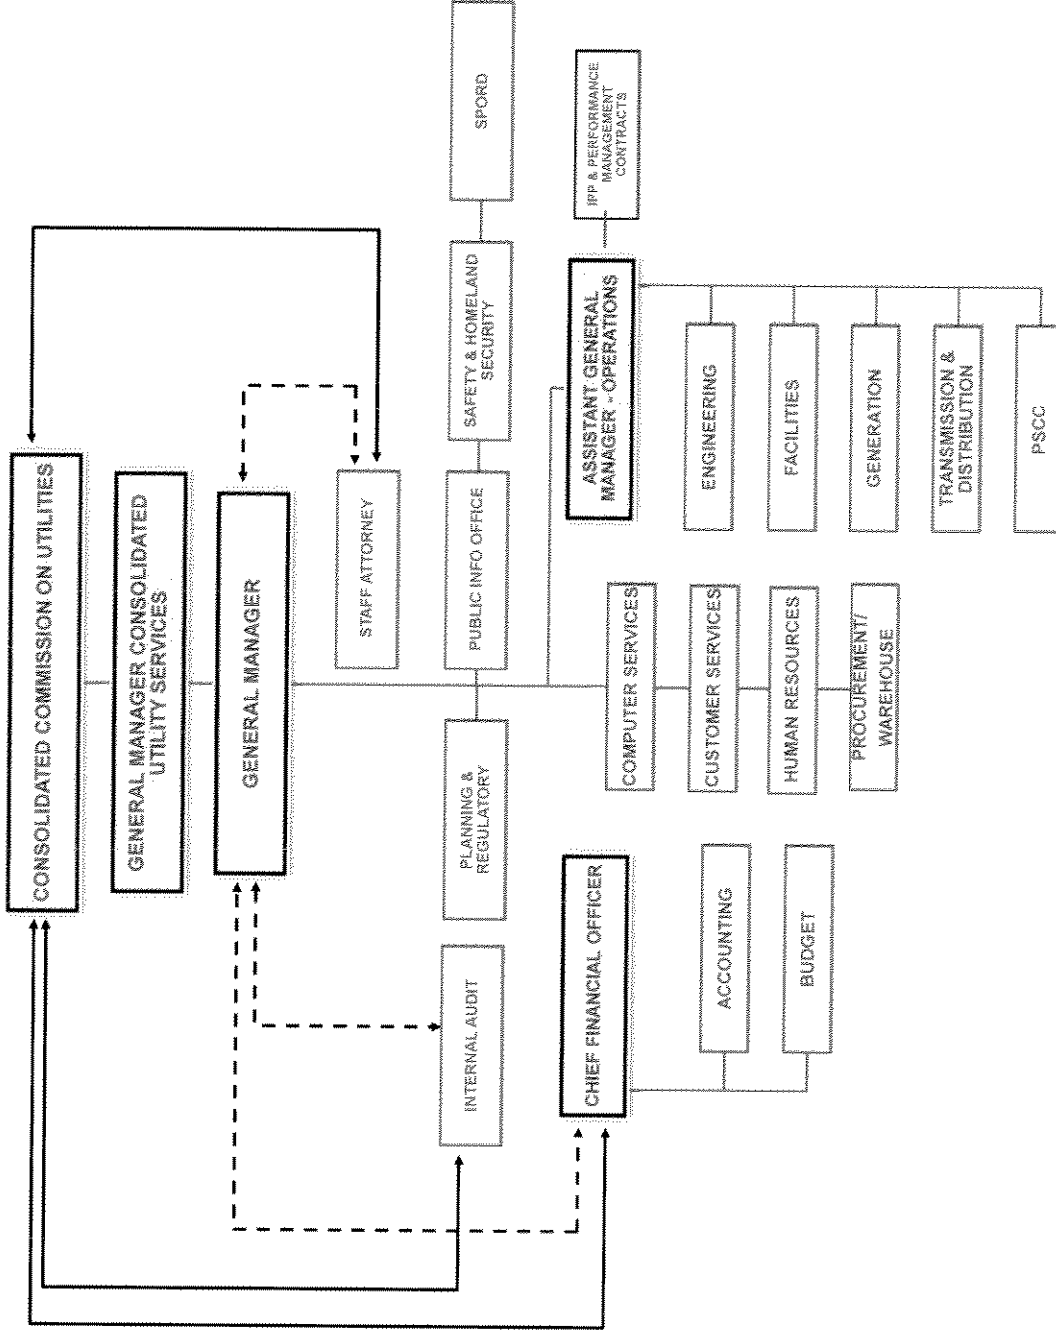 CONSOLIDATED COMMISSION ON UTILITIES
GENERAL MANAGER CONSOLIDATED
UTILITY SERVICES
GENERAL MANAGER
STAFF ATTORNEY
INTERNAL AUDIT
PLANNING &
REGULATORY
PUBLIC INFO OFFICE
SAFETY & HOMELAND
SECURITY
SPORD
CHIEF FINANCIAL OFFICER
ACCOUNTING
BUDGET
COMPUTER SERVICES
CUSTOMER SERVICES
HUMAN RESOURCES
PROCUREMENT/
WAREHOUSE
ASSISTANT GENERAL
MANAGER - OPERATIONS
IPP & PERFORMANCE
MANAGEMENT
CONTRACTS
ENGINEERING
FACILITIES
GENERATION
TRANSMISSION &
DISTRIBUTION
PSCC